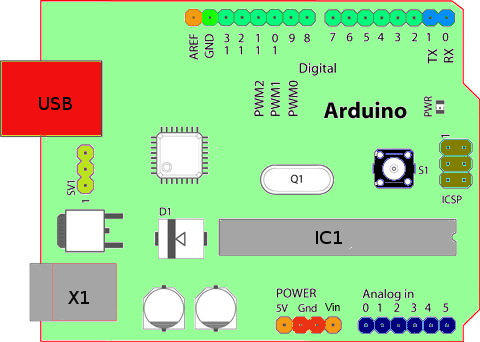 AREF GND 13 12 11 10 9 8 7 6 5 4 3 2 1 0
TX RX
Digital
PWM2 PWM1 PWM0
Arduino
PWR
USB
SV1
1
Q1
S1
1
ICSP
D1
IC1
X1
POWER
5V Gnd Vin
Analog in
0 1 2 3 4 5